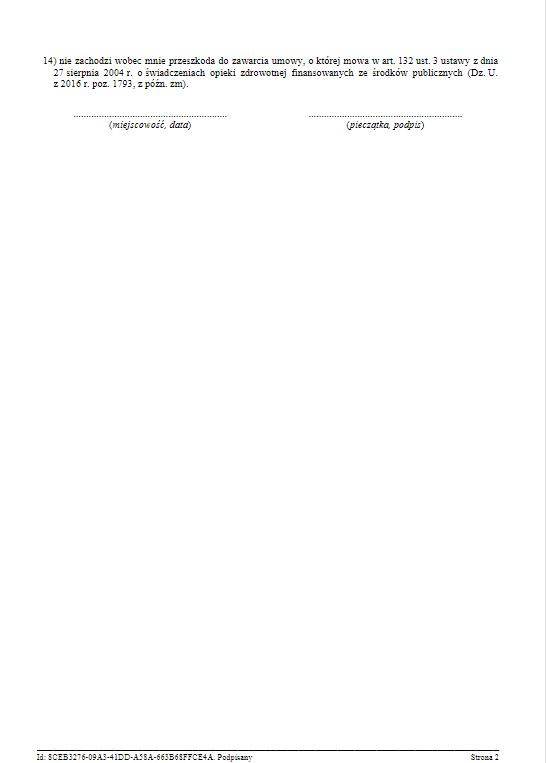 14) nie zachodzi wobec mnie przeszkoda do zawarcia umowy, o której mowa w art. 132 ust. 3 ustawy z dnia
27 sierpnia 2004 r. o świadczeniach opieki zdrowotnej finansowanych ze środków publicznych (Dz. U.
z 2016 r. poz. 1793, z późn. zm).
.............................................................. ..............................................................
(miejscowość, data) (pieczątka, podpis)
Id: 8CEB3276-09A3-41DD-A58A-663B68FFCE4A. Podpisany Strona 2